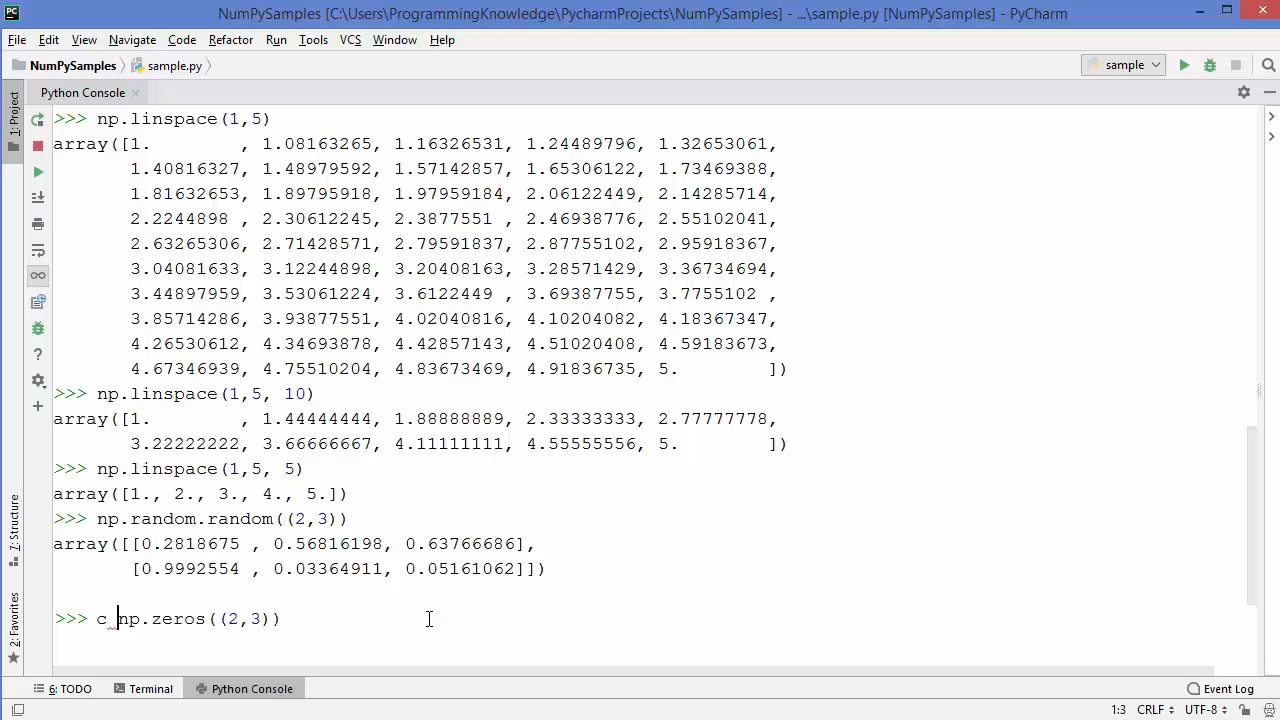 NumPySamples [C:\Users\ProgrammingKnowledge\PycharmProjects\NumPySamples] - ...\sample.py [NumPySamples] - PyCharm
File Edit View Navigate Code Refactor Run Tools VCS Window Help
NumPySamples sample.py sample
1: Project
Python Console
>>> np.linspace(1,5)
array([1.        , 1.08163265, 1.16326531, 1.24489796, 1.32653061,
       1.40816327, 1.48979592, 1.57142857, 1.65306122, 1.73469388,
       1.81632653, 1.89795918, 1.97959184, 2.06122449, 2.14285714,
       2.2244898 , 2.30612245, 2.3877551 , 2.46938776, 2.55102041,
       2.63265306, 2.71428571, 2.79591837, 2.87755102, 2.95918367,
       3.04081633, 3.12244898, 3.20408163, 3.28571429, 3.36734694,
       3.44897959, 3.53061224, 3.6122449 , 3.69387755, 3.7755102 ,
       3.85714286, 3.93877551, 4.02040816, 4.10204082, 4.18367347,
       4.26530612, 4.34693878, 4.42857143, 4.51020408, 4.59183673,
       4.67346939, 4.75510204, 4.83673469, 4.91836735, 5.        ])
>>> np.linspace(1,5, 10)
array([1.        , 1.44444444, 1.88888889, 2.33333333, 2.77777778,
       3.22222222, 3.66666667, 4.11111111, 4.55555556, 5.        ])
>>> np.linspace(1,5, 5)
array([1., 2., 3., 4., 5.])
>>> np.random.random((2,3))
array([[0.2818675 , 0.56816198, 0.63766686],
       [0.9992554 , 0.03364911, 0.05161062]])
>>> c np.zeros((2,3))
Z: Structure
2: Favorites
6: TODO Terminal Python Console Event Log
1:3 CRLF UTF-8